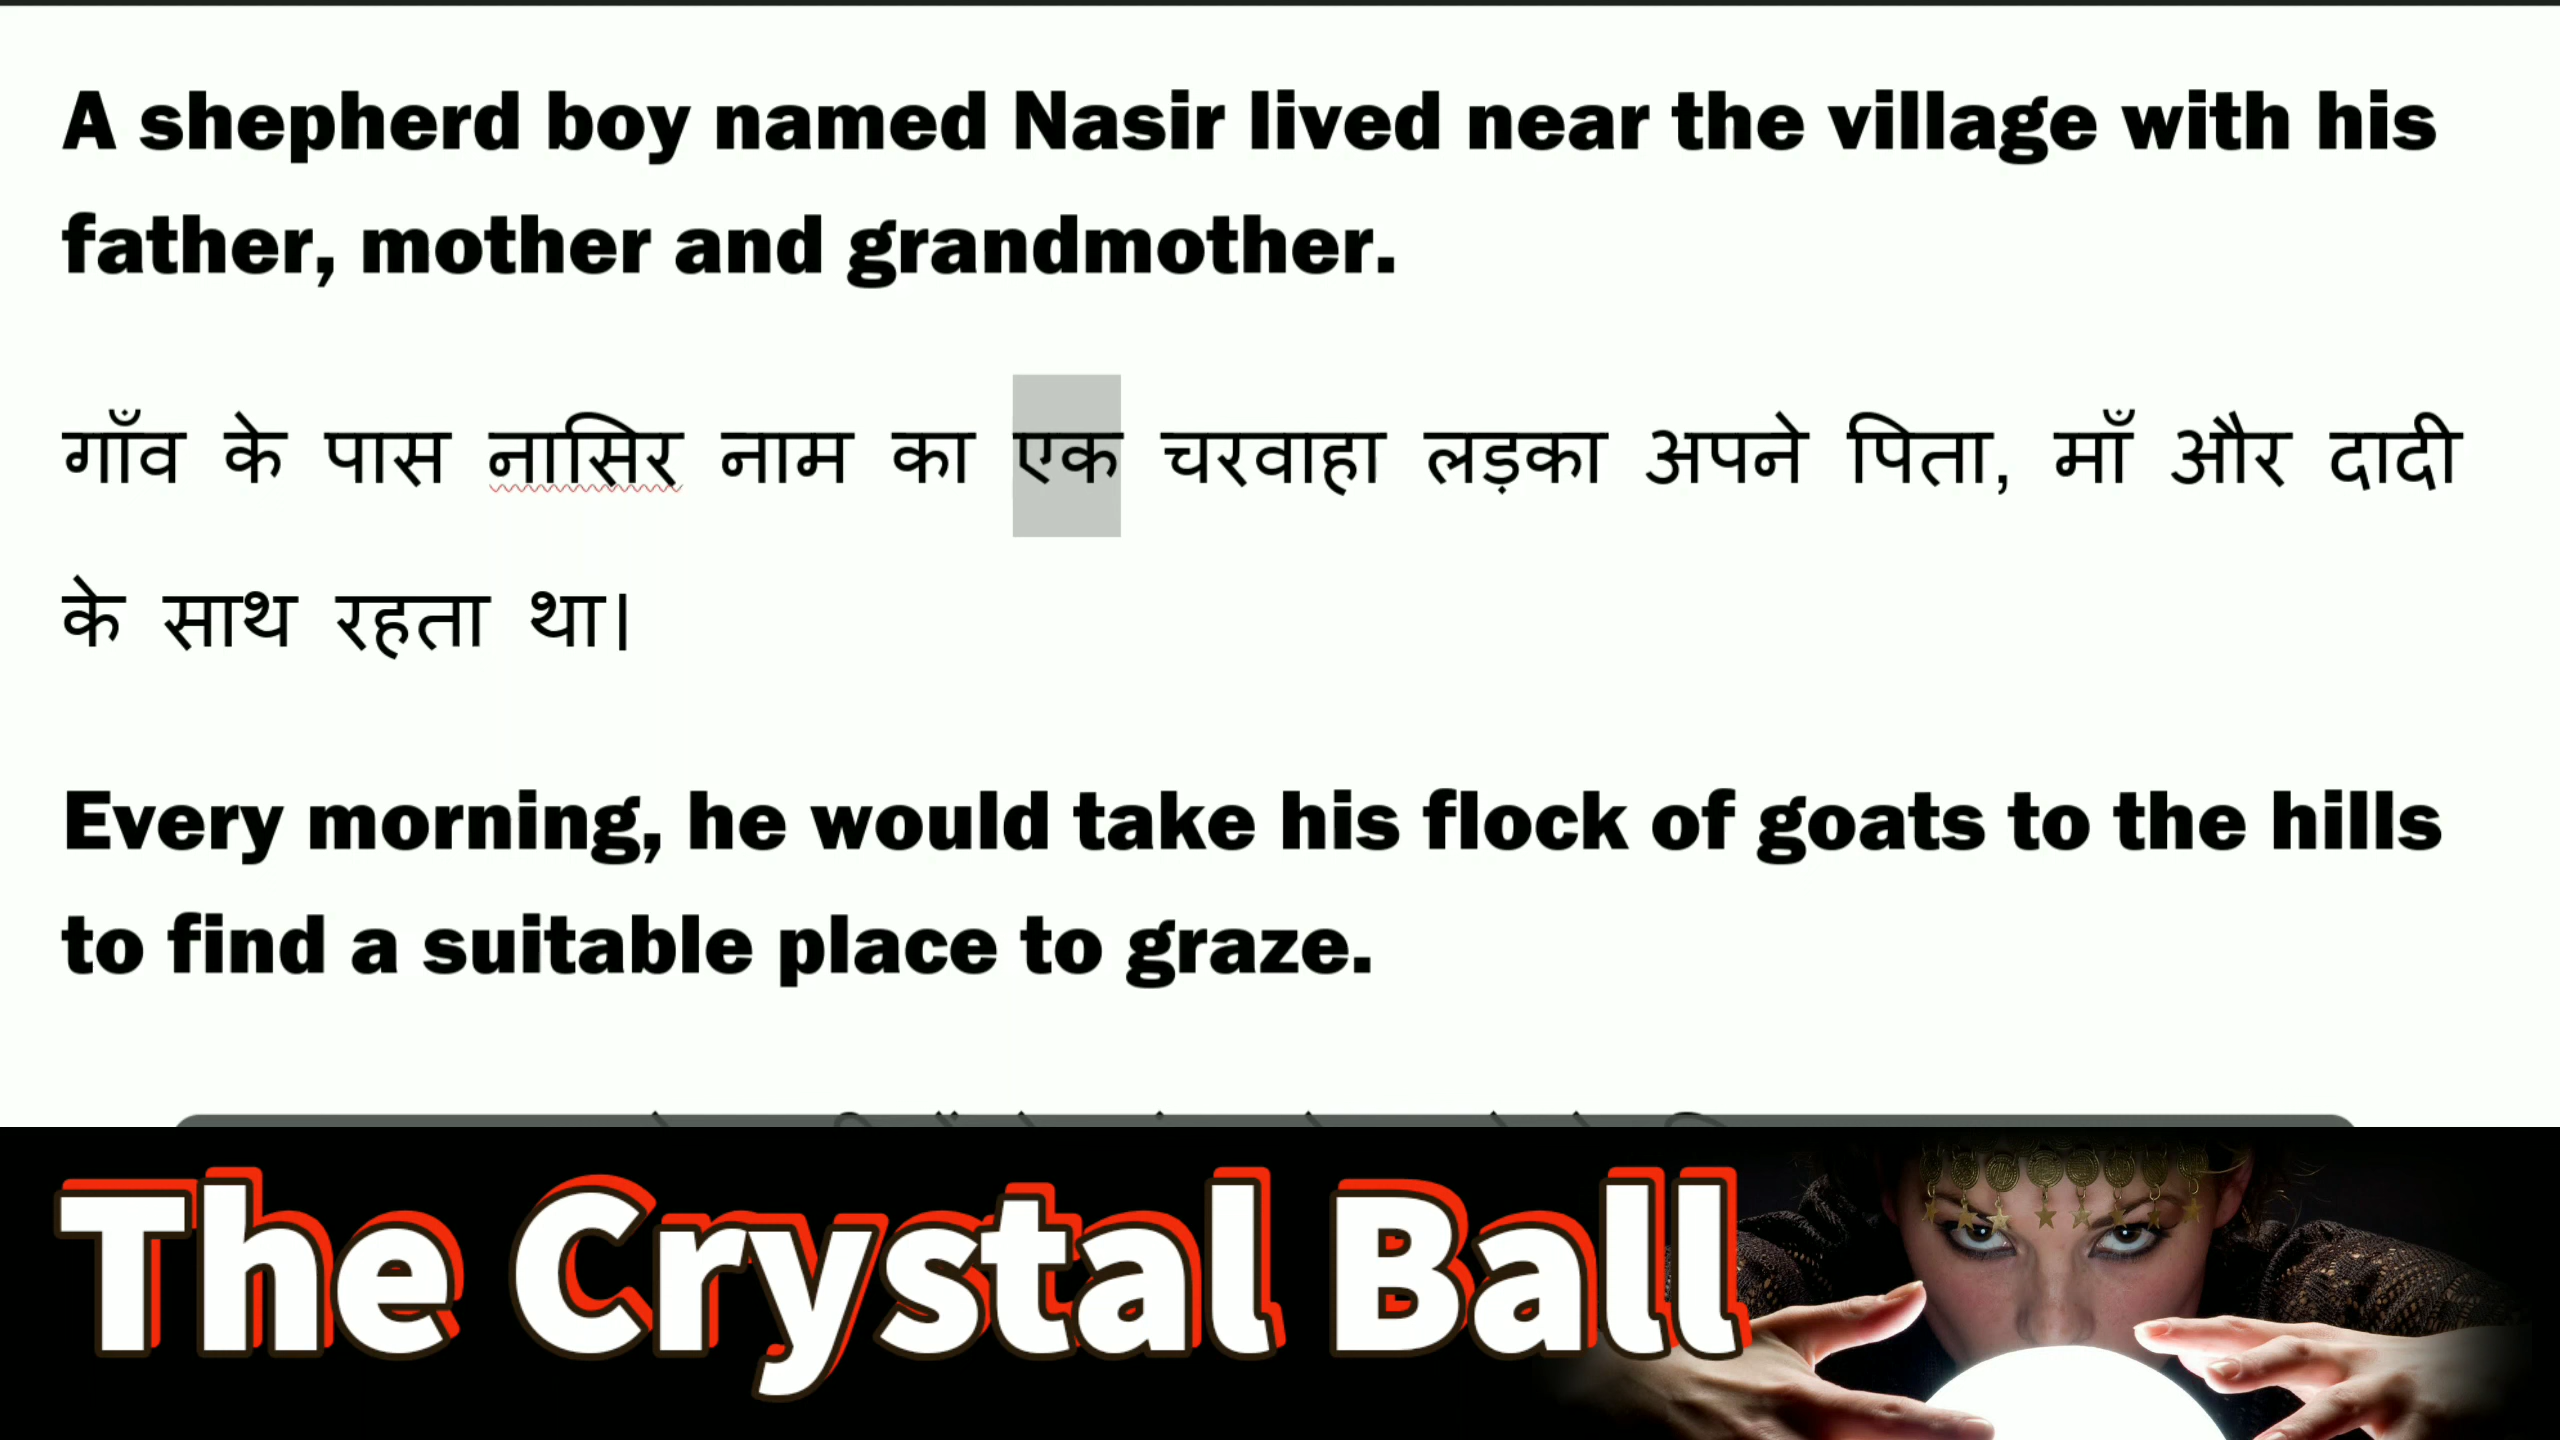 A shepherd boy named Nasir lived near the village with his
father, mother and grandmother.
गाँव के पास नासिर नाम का एक चरवाहा लड़का अपने पिता, माँ और दादी
के साथ रहता था।
Every morning, he would take his flock of goats to the hills
to find a suitable place to graze.
The Crystal Ball